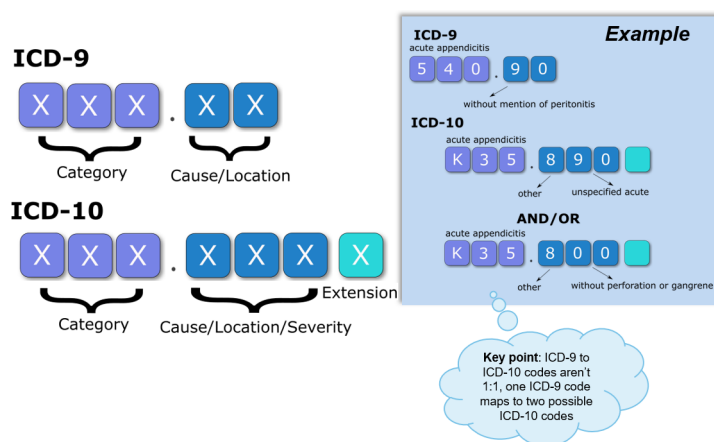 ICD-9
X X X . X X
Category
Cause/Location
ICD-10
X X X . X X X X
Extension
Category
Cause/Location/Severity
Example
ICD-9
acute appendicitis
5 4 0 . 9 0
without mention of peritonitis
ICD-10
acute appendicitis
K 3 5 . 8 9 0
other
unspecified acute
AND/OR
acute appendicitis
K 3 5 . 8 0 0
other
without perforation or gangrene
Key point: ICD-9 to
ICD-10 codes aren't
1:1, one ICD-9 code
maps to two possible
ICD-10 codes